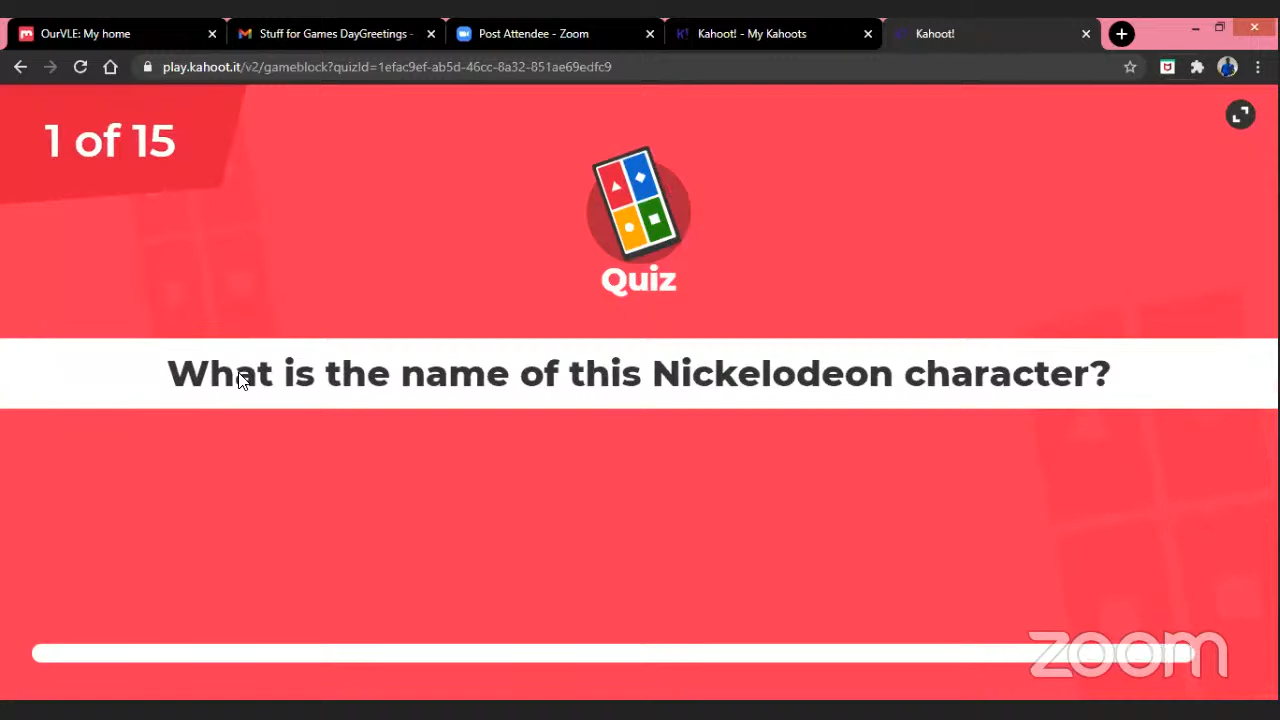 OurVLE: My home
Stuff for Games DayGreetings -
Post Attendee - Zoom
Kahoot! - My Kahoots
Kahoot!
play.kahoot.it/v2/gameblock?quizId=1efac9ef-ab5d-46cc-8a32-851ae69edfc9
1 of 15
Quiz
What is the name of this Nickelodeon character?
zoom